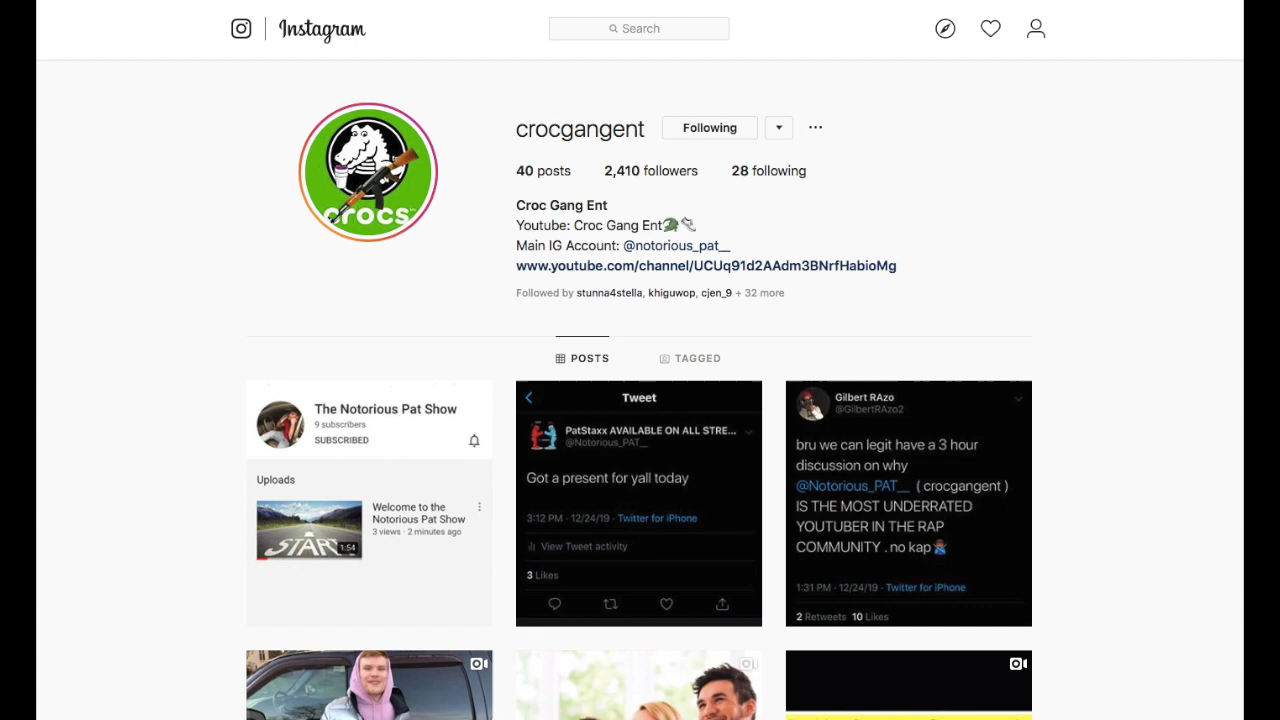 Instagram
Search
crocs
crocgangent
Following
40 posts
2,410 followers
28 following
Croc Gang Ent
Youtube: Croc Gang Ent🐊👟
Main IG Account: @notorious_pat__
www.youtube.com/channel/UCUq91d2AAdm3BNrfHabioMg
Followed by stunna4stella, khiguwop, cjen_9 + 32 more
POSTS
TAGGED
The Notorious Pat Show
9 subscribers
SUBSCRIBED
Uploads
START
1:54
Welcome to the
Notorious Pat Show
3 views · 2 minutes ago
Tweet
PatStaxx AVAILABLE ON ALL STRE...
@Notorious_PAT__
Got a present for yall today
3:12 PM · 12/24/19 · Twitter for iPhone
View Tweet activity
3 Likes
Gilbert RAzo
@GilbertRAzo2
bru we can legit have a 3 hour
discussion on why
@Notorious_PAT__ ( crocgangent )
IS THE MOST UNDERRATED
YOUTUBER IN THE RAP
COMMUNITY . no kap🤦🏾‍♂️
1:31 PM · 12/24/19 · Twitter for iPhone
2 Retweets 10 Likes